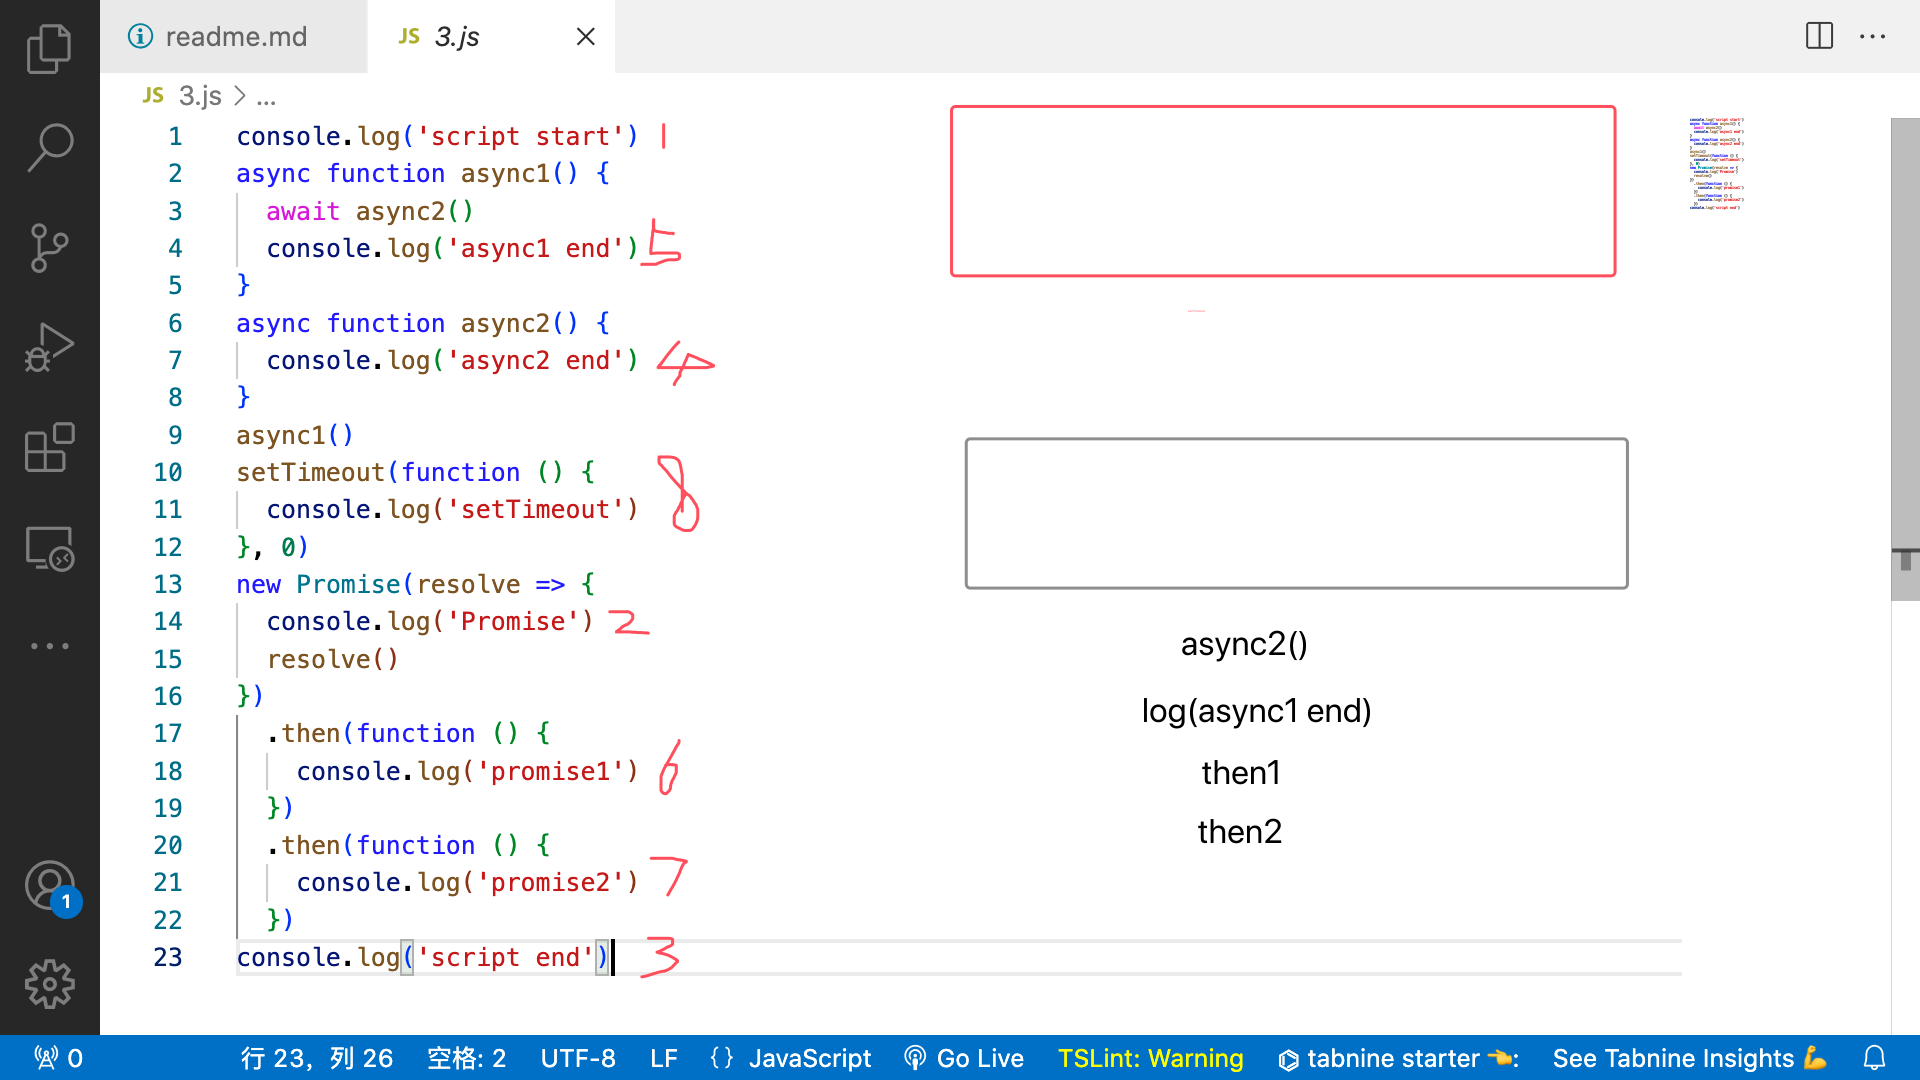 readme.md
JS 3.js
JS 3.js > ...
1 console.log('script start') 1
2 async function async1() {
3 await async2()
4 console.log('async1 end') 5
5 }
6 async function async2() {
7 console.log('async2 end') 4
8 }
9 async1()
10 setTimeout(function () {
11 console.log('setTimeout') 8
12 }, 0)
13 new Promise(resolve => {
14 console.log('Promise') 2
15 resolve()
16 })
17 .then(function () {
18 console.log('promise1') 6
19 })
20 .then(function () {
21 console.log('promise2') 7
22 })
23 console.log('script end') 3
async2()
log(async1 end)
then1
then2
1
0 行 23, 列 26 空格: 2 UTF-8 LF {} JavaScript Go Live TSLint: Warning tabnine starter 👈: See Tabnine Insights 💪